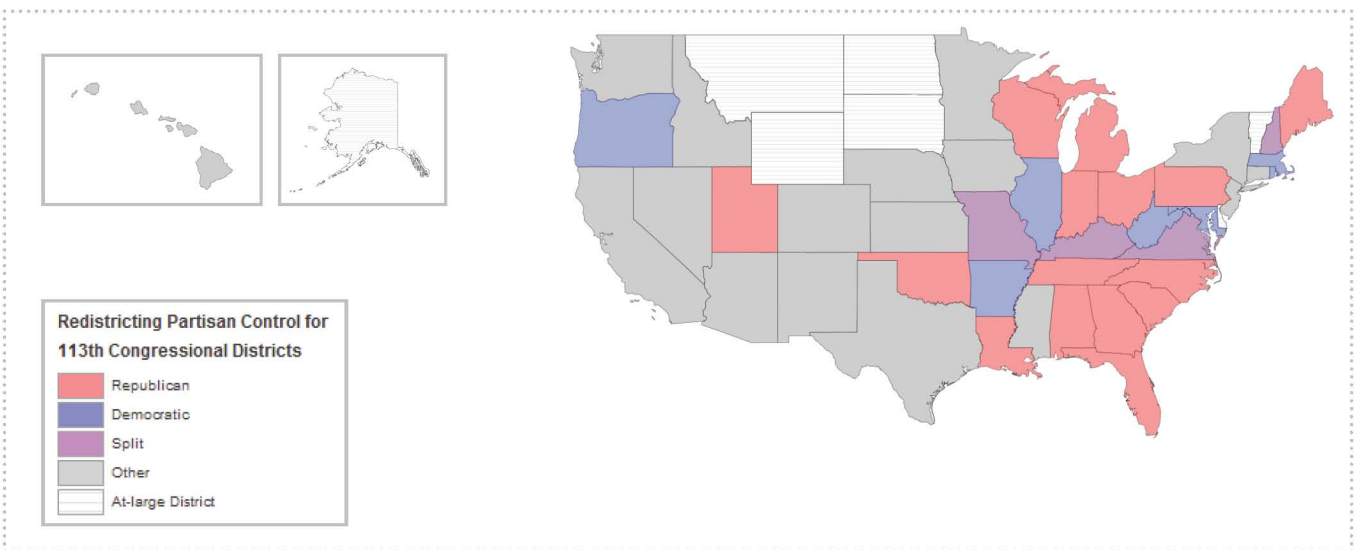 Redistricting Partisan Control for
113th Congressional Districts
Republican
Democratic
Split
Other
At-large District